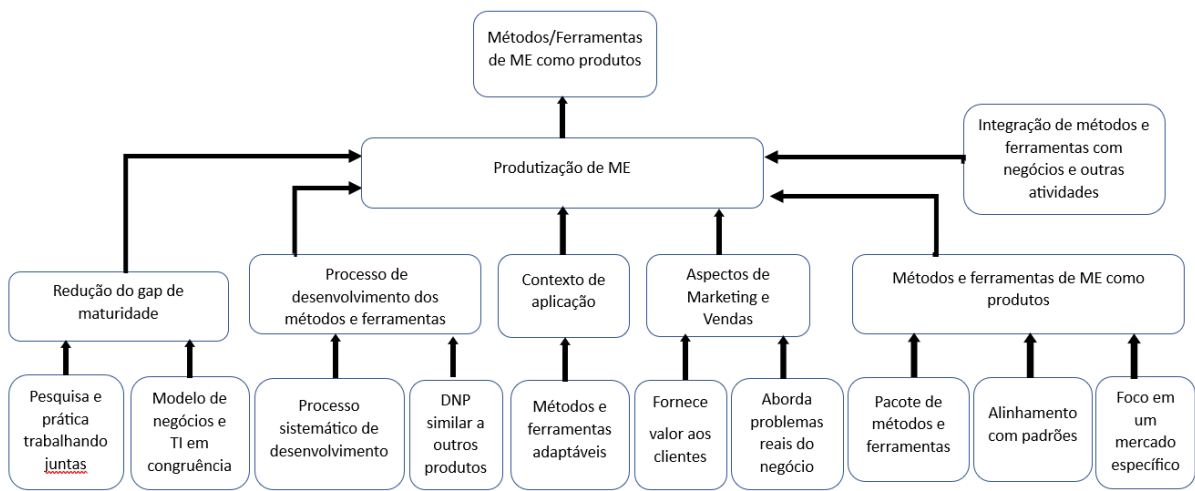 Métodos/Ferramentas
de ME como produtos
Integração de métodos e
ferramentas com
negócios e outras
atividades
Produtização de ME
Redução do gap de
maturidade
Processo de
desenvolvimento dos
métodos e ferramentas
Contexto de
aplicação
Aspectos de
Marketing e
Vendas
Métodos e ferramentas de ME como
produtos
Pesquisa e
prática
trabalhando
juntas
Modelo de
negócios e
TI em
congruência
Processo
sistemático de
desenvolvimento
DNP
similar a
outros
produtos
Métodos e
ferramentas
adaptáveis
Fornece
valor aos
clientes
Aborda
problemas
reais do
negócio
Pacote de
métodos e
ferramentas
Alinhamento
com padrões
Foco em
um
mercado
específico